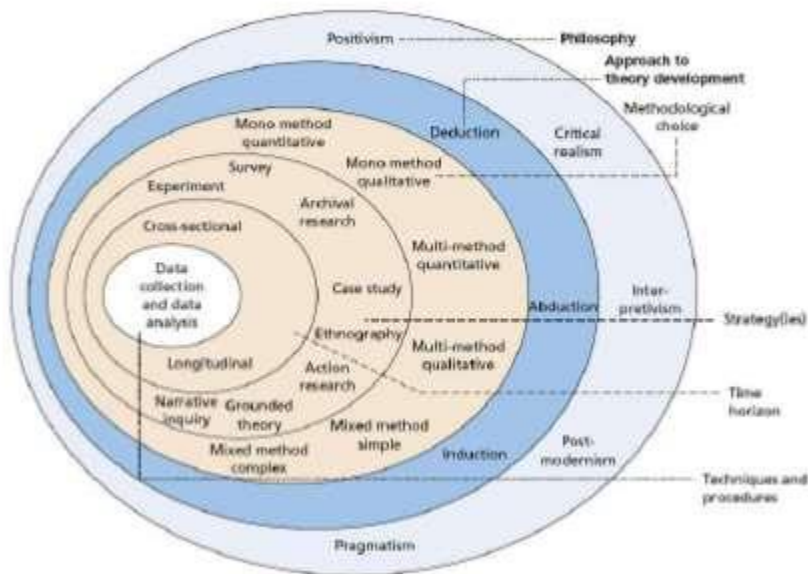 Positivism
Philosophy
Approach to
theory development
Methodological
choice
Mono method
quantitative
Deduction
Critical
realism
Survey
Mono method
qualitative
Experiment
Archival
research
Cross-sectional
Multi-method
quantitative
Data
collection
and data
analysis
Case study
Inter-
pretivism
Abduction
Strategy(ies)
Ethnography
Multi-method
qualitative
Longitudinal
Action
research
Time
horizon
Narrative
inquiry
Grounded
theory
Mixed method
simple
Mixed method
complex
Induction
Post-
modernism
Techniques and
procedures
Pragmatism